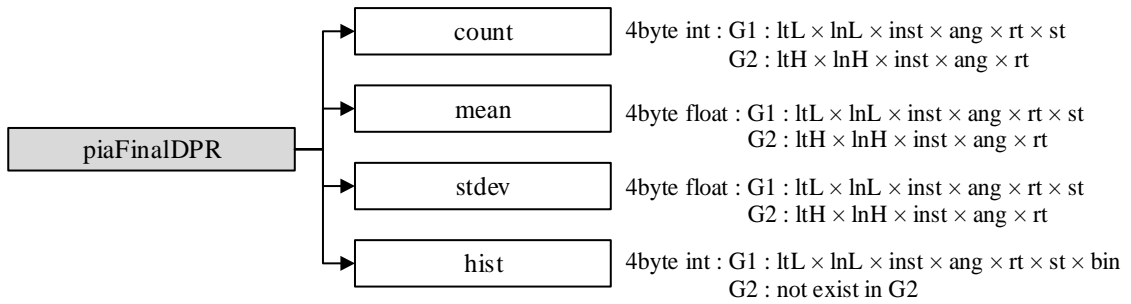 count 4byte int : G1 : ltL × lnL × inst × ang × rt × st
G2 : ltH × lnH × inst × ang × rt
mean 4byte float : G1 : ltL × lnL × inst × ang × rt × st
G2 : ltH × lnH × inst × ang × rt
piaFinalDPR
stdev 4byte float : G1 : ltL × lnL × inst × ang × rt × st
G2 : ltH × lnH × inst × ang × rt
hist 4byte int : G1 : ltL × lnL × inst × ang × rt × st × bin
G2 : not exist in G2